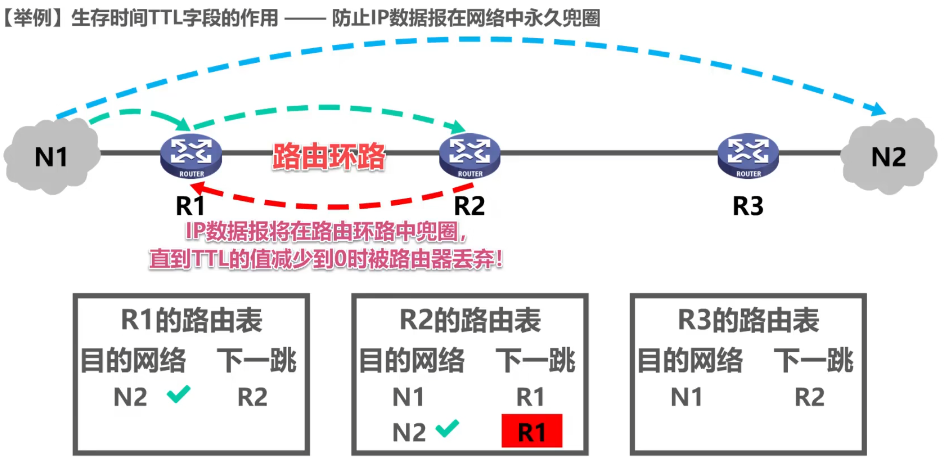 【举例】生存时间TTL字段的作用 —— 防止IP数据报在网络中永久兜圈
N1
ROUTER
路由环路
ROUTER
ROUTER
N2
R1
R2
R3
IP数据报将在路由环路中兜圈，
直到TTL的值减少到0时被路由器丢弃！
R1的路由表
目的网络 下一跳
N2 R2
R2的路由表
目的网络 下一跳
N1 R1
N2 R1
R3的路由表
目的网络 下一跳
N1 R2